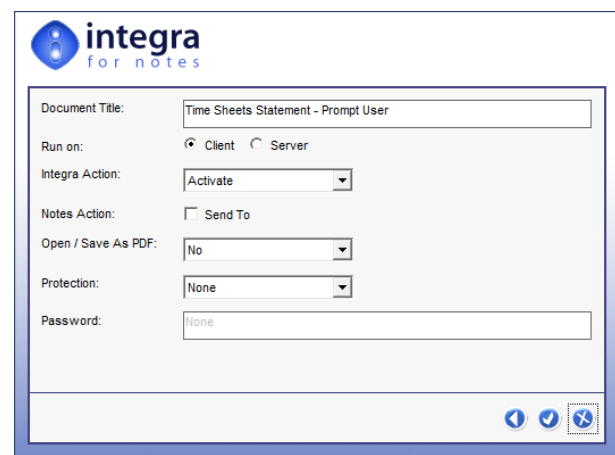 integra
for notes
Document Title: Time Sheets Statement - Prompt User
Run on: Client Server
Integra Action: Activate
Notes Action: Send To
Open / Save As PDF: No
Protection: None
Password: None